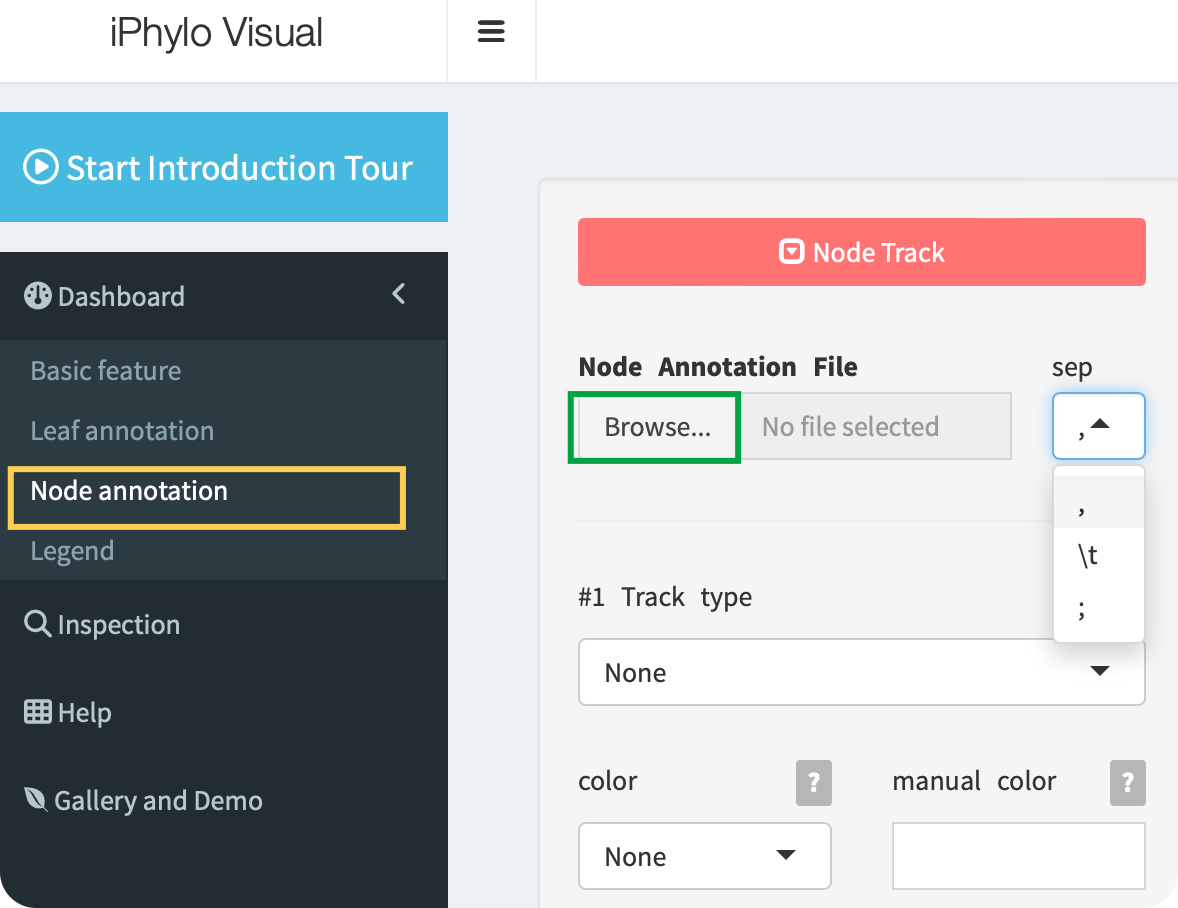 iPhylo Visual
Start Introduction Tour
Dashboard
Basic feature
Leaf annotation
Node annotation
Legend
Inspection
Help
Gallery and Demo
Node Track
Node Annotation File
sep
Browse...
No file selected
,
,
\t
;
#1 Track type
None
color
?
manual color
?
None